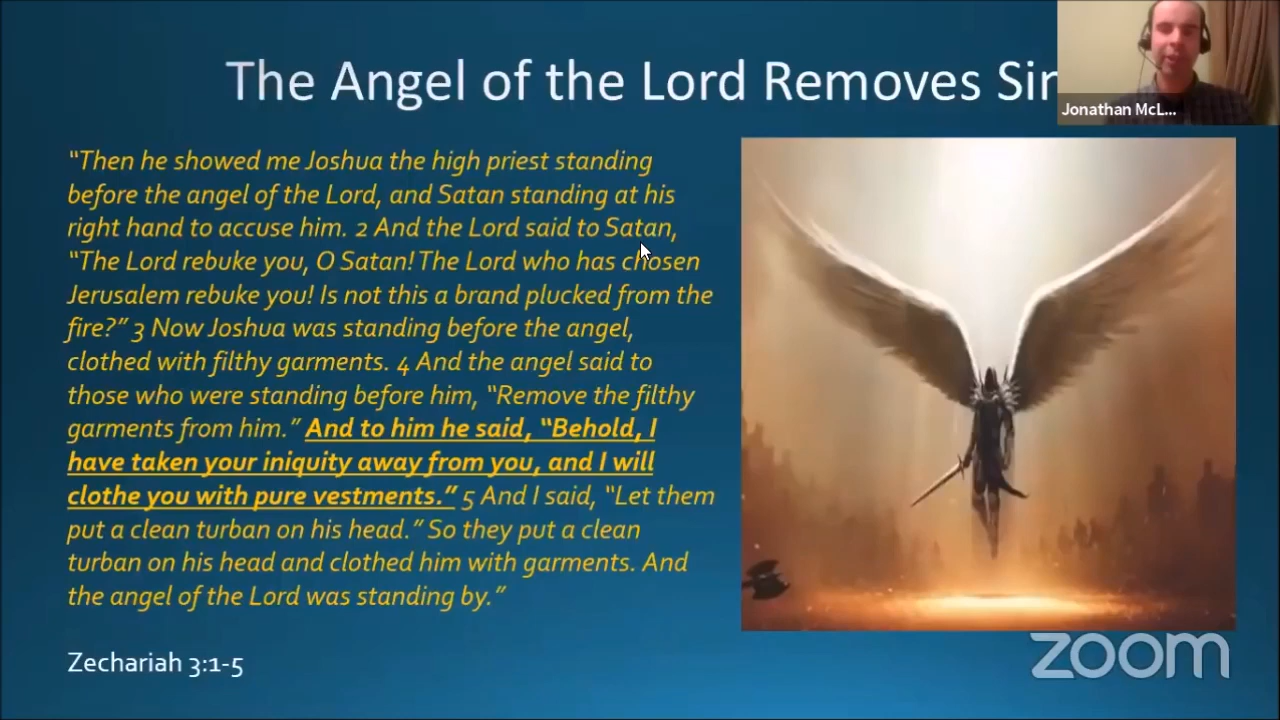 The Angel of the Lord Removes Sin
Jonathan McL...
“Then he showed me Joshua the high priest standing
before the angel of the Lord, and Satan standing at his
right hand to accuse him. 2 And the Lord said to Satan,
“The Lord rebuke you, O Satan! The Lord who has chosen
Jerusalem rebuke you! Is not this a brand plucked from the
fire?” 3 Now Joshua was standing before the angel,
clothed with filthy garments. 4 And the angel said to
those who were standing before him, “Remove the filthy
garments from him.” And to him he said, “Behold, I
have taken your iniquity away from you, and I will
clothe you with pure vestments.” 5 And I said, “Let them
put a clean turban on his head.” So they put a clean
turban on his head and clothed him with garments. And
the angel of the Lord was standing by.”
Zechariah 3:1-5
zoom